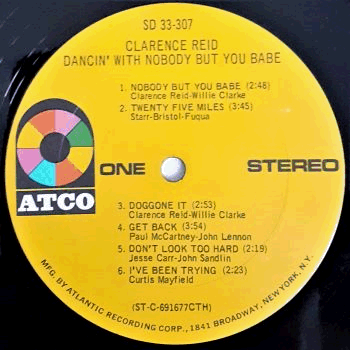 SD 33-307
CLARENCE REID
DANCIN' WITH NOBODY BUT YOU BABE
1. NOBODY BUT YOU BABE (2:48)
Clarence Reid-Willie Clarke
2. TWENTY FIVE MILES (3:45)
Starr-Bristol-Fuqua
ONE
STEREO
ATCO
3. DOGGONE IT (2:53)
Clarence Reid-Willie Clarke
4. GET BACK (3:54)
Paul McCartney-John Lennon
5. DON'T LOOK TOO HARD (2:19)
Jesse Carr-John Sandlin
6. I'VE BEEN TRYING (2:23)
Curtis Mayfield
(ST-C-691677CTH)
MFG. BY ATLANTIC RECORDING CORP., 1841 BROADWAY, NEW YORK, N.Y.